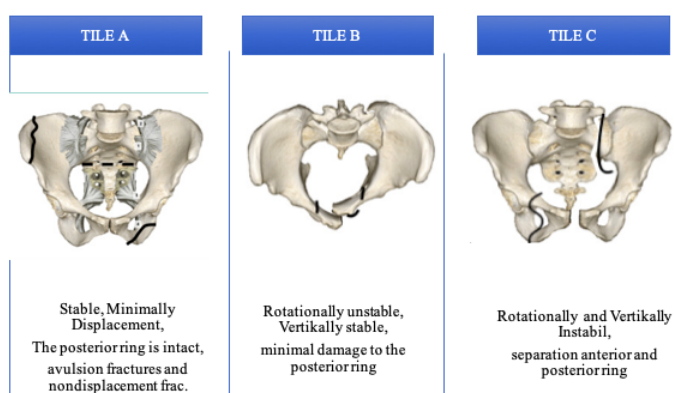 TILE A
TILE B
TILE C
Stable, Minimally
Displacement,
The posterior ring is intact,
avulsion fractures and
nondisplacement frac.
Rotationally unstable,
Vertikally stable,
minimal damage to the
posterior ring
Rotationally and Vertikally
Instabil,
separation anterior and
posterior ring